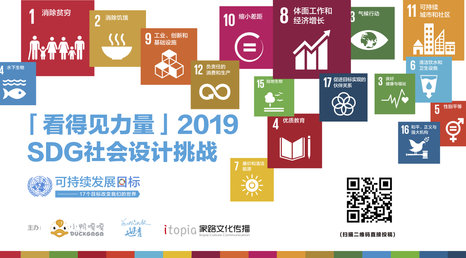 1 消除贫穷
2 消除饥饿
9 工业、创新和
基础设施
10 缩小差距
8 体面工作和
经济增长
3 气候行动
11 可持续
城市和社区
4 水下生物
12 负责任的
消费和生产
15 陆地生物
17 促进目标实现的
伙伴关系
3 良好
健康与福祉
6 清洁饮水和
卫生设施
5 性别平等
4 优质教育
16 和平、正义与
强大机构
7 廉价和清洁
能源
「看得见力量」2019
SDG社会设计挑战
可持续发展目标
17个目标改变我们的世界
主办:
小鸭嘎嘎
DUCKGAGA
itopia 家路文化传播
(扫描二维码直接投稿)